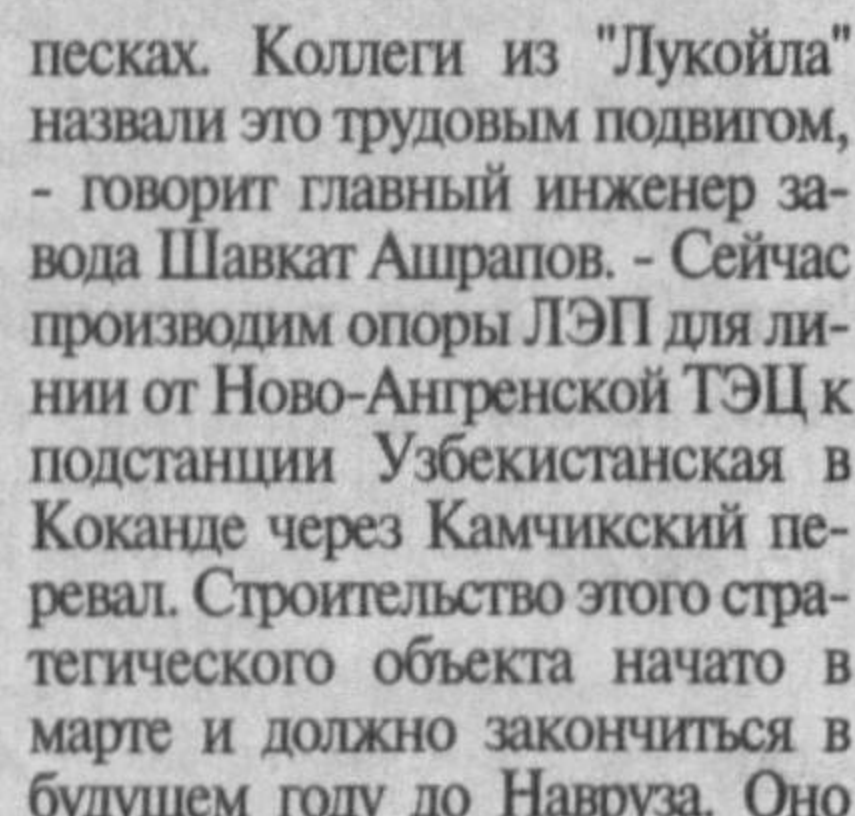 песках. Коллеги из "Лукойла"
назвали это трудовым подвигом,
- говорит главный инженер за-
вода Шавкат Ашрапов. - Сейчас
производим опоры ЛЭП для ли-
нии от Ново-Ангренской ТЭЦ к
подстанции Узбекистанская в
Коканде через Камчикский пе-
ревал. Строительство этого стра-
тегического объекта начато в
марте и должно закончиться в
будущем году до Навруза. Оно